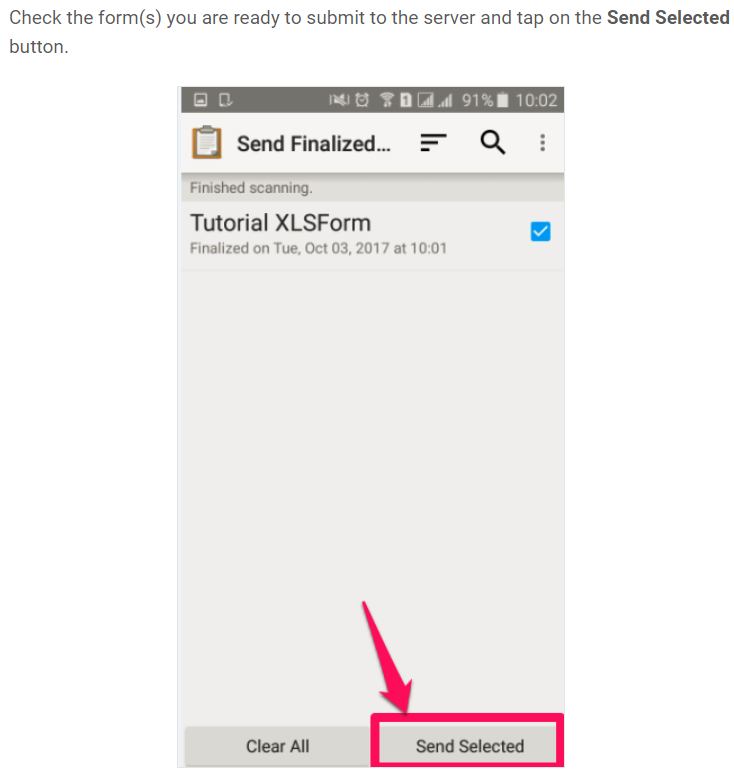 Check the form(s) you are ready to submit to the server and tap on the Send Selected
button.
91% 10:02
Send Finalized...
Finished scanning.
Tutorial XLSForm
Finalized on Tue, Oct 03, 2017 at 10:01
Clear All Send Selected